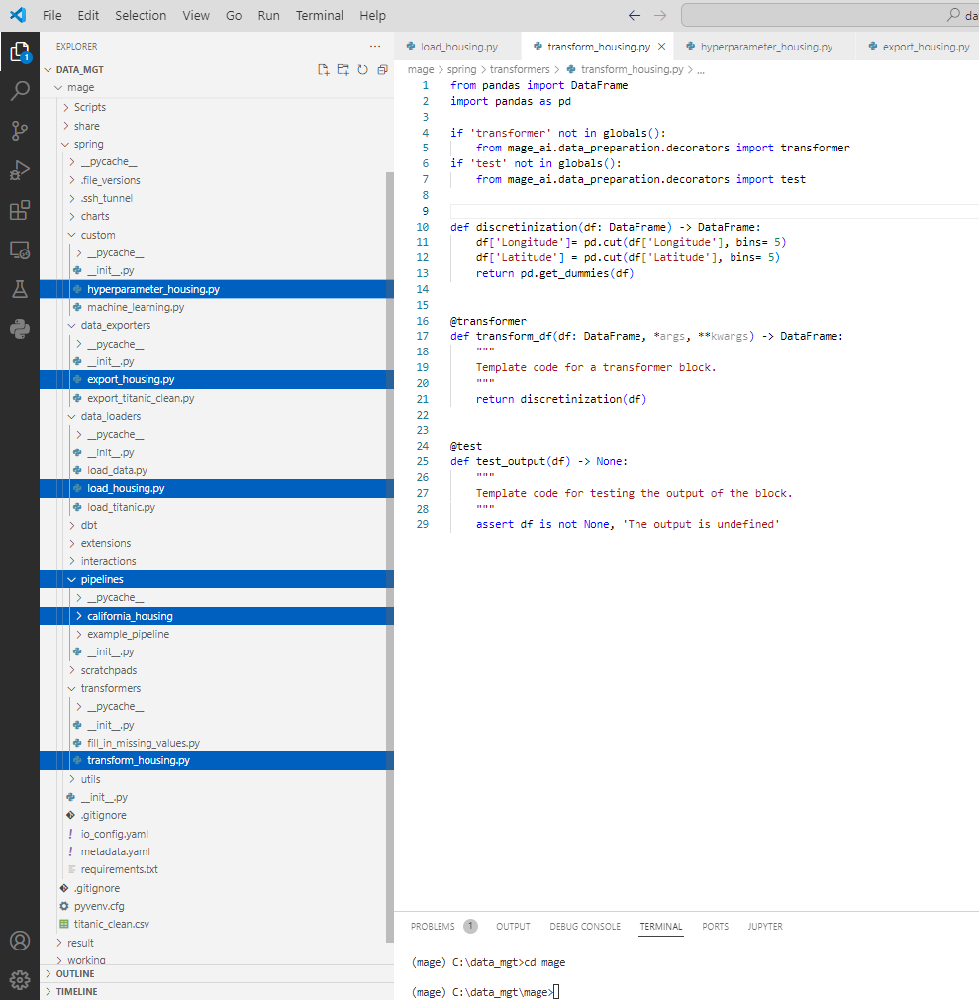 File Edit Selection View Go Run Terminal Help
da
EXPLORER
DATA_MGT
mage
Scripts
share
spring
__pycache__
.file_versions
.ssh_tunnel
charts
custom
__pycache__
__init__.py
hyperparameter_housing.py
machine_learning.py
data_exporters
__pycache__
__init__.py
export_housing.py
export_titanic_clean.py
data_loaders
__pycache__
__init__.py
load_data.py
load_housing.py
load_titanic.py
dbt
extensions
interactions
pipelines
__pycache__
california_housing
example_pipeline
__init__.py
scratchpads
transformers
__pycache__
__init__.py
fill_in_missing_values.py
transform_housing.py
utils
__init__.py
.gitignore
io_config.yaml
metadata.yaml
requirements.txt
.gitignore
pyvenv.cfg
titanic_clean.csv
result
working
OUTLINE
TIMELINE
1
load_housing.py transform_housing.py hyperparameter_housing.py export_housing.py
mage > spring > transformers > transform_housing.py > ...
1 from pandas import DataFrame
2 import pandas as pd
3
4 if 'transformer' not in globals():
5 from mage_ai.data_preparation.decorators import transformer
6 if 'test' not in globals():
7 from mage_ai.data_preparation.decorators import test
8
9
10 def discretinization(df: DataFrame) -> DataFrame:
11 df['Longitude']= pd.cut(df['Longitude'], bins= 5)
12 df['Latitude'] = pd.cut(df['Latitude'], bins= 5)
13 return pd.get_dummies(df)
14
15
16 @transformer
17 def transform_df(df: DataFrame, *args, **kwargs) -> DataFrame:
18 """
19 Template code for a transformer block.
20 """
21 return discretinization(df)
22
23
24 @test
25 def test_output(df) -> None:
26 """
27 Template code for testing the output of the block.
28 """
29 assert df is not None, 'The output is undefined'
PROBLEMS 1 OUTPUT DEBUG CONSOLE TERMINAL PORTS JUPYTER
(mage) C:\data_mgt>cd mage
(mage) C:\data_mgt\mage>